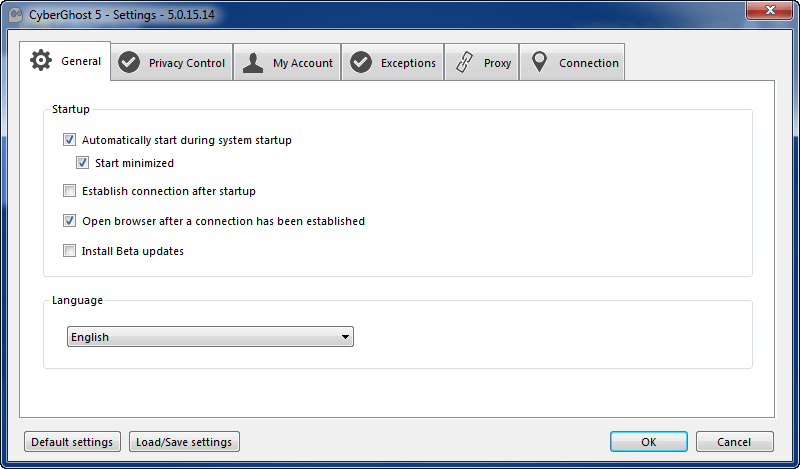 CyberGhost 5 - Settings - 5.0.15.14
General
Privacy Control
My Account
Exceptions
Proxy
Connection
Startup
Automatically start during system startup
Start minimized
Establish connection after startup
Open browser after a connection has been established
Install Beta updates
Language
English
Default settings
Load/Save settings
OK
Cancel